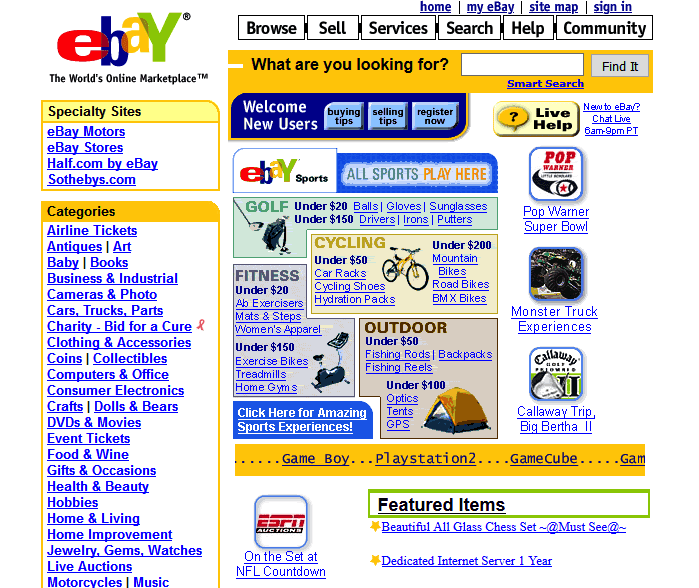 home | my eBay | site map | sign in
ebaY®
The World's Online Marketplace™
Browse Sell Services Search Help Community
What are you looking for? Find It
Smart Search
Welcome
New Users
buying
tips
selling
tips
register
now
?
Live
Help
New to eBay?
Chat Live
6am-9pm PT
Specialty Sites
eBay Motors
eBay Stores
Half.com by eBay
Sothebys.com
Categories
Airline Tickets
Antiques | Art
Baby | Books
Business & Industrial
Cameras & Photo
Cars, Trucks, Parts
Charity - Bid for a Cure
Clothing & Accessories
Coins | Collectibles
Computers & Office
Consumer Electronics
Crafts | Dolls & Bears
DVDs & Movies
Event Tickets
Food & Wine
Gifts & Occasions
Health & Beauty
Hobbies
Home & Living
Home Improvement
Jewelry, Gems, Watches
Live Auctions
Motorcycles | Music
ebaY Sports
ALL SPORTS PLAY HERE
GOLF
Under $20 Balls | Gloves | Sunglasses
Under $150 Drivers | Irons | Putters
CYCLING
Under $50
Car Racks
Cycling Shoes
Hydration Packs
Under $200
Mountain
Bikes
Road Bikes
BMX Bikes
FITNESS
Under $20
Ab Exercisers
Mats & Steps
Women's Apparel
Under $150
Exercise Bikes
Treadmills
Home Gyms
OUTDOOR
Under $50
Fishing Rods | Backpacks
Fishing Reels
Under $100
Optics
Tents
GPS
Click Here for Amazing
Sports Experiences!
POP
WARNER
LITTLE SCHOLARS
Pop Warner
Super Bowl
Monster Truck
Experiences
Callaway
GOLF
PREOWNED
Callaway Trip,
Big Bertha II
......Game Boy...Playstation2....GameCube.....Gam
ESPN
AUCTIONS
On the Set at
NFL Countdown
Featured Items
Beautiful All Glass Chess Set ~@Must See@~
Dedicated Internet Server 1 Year